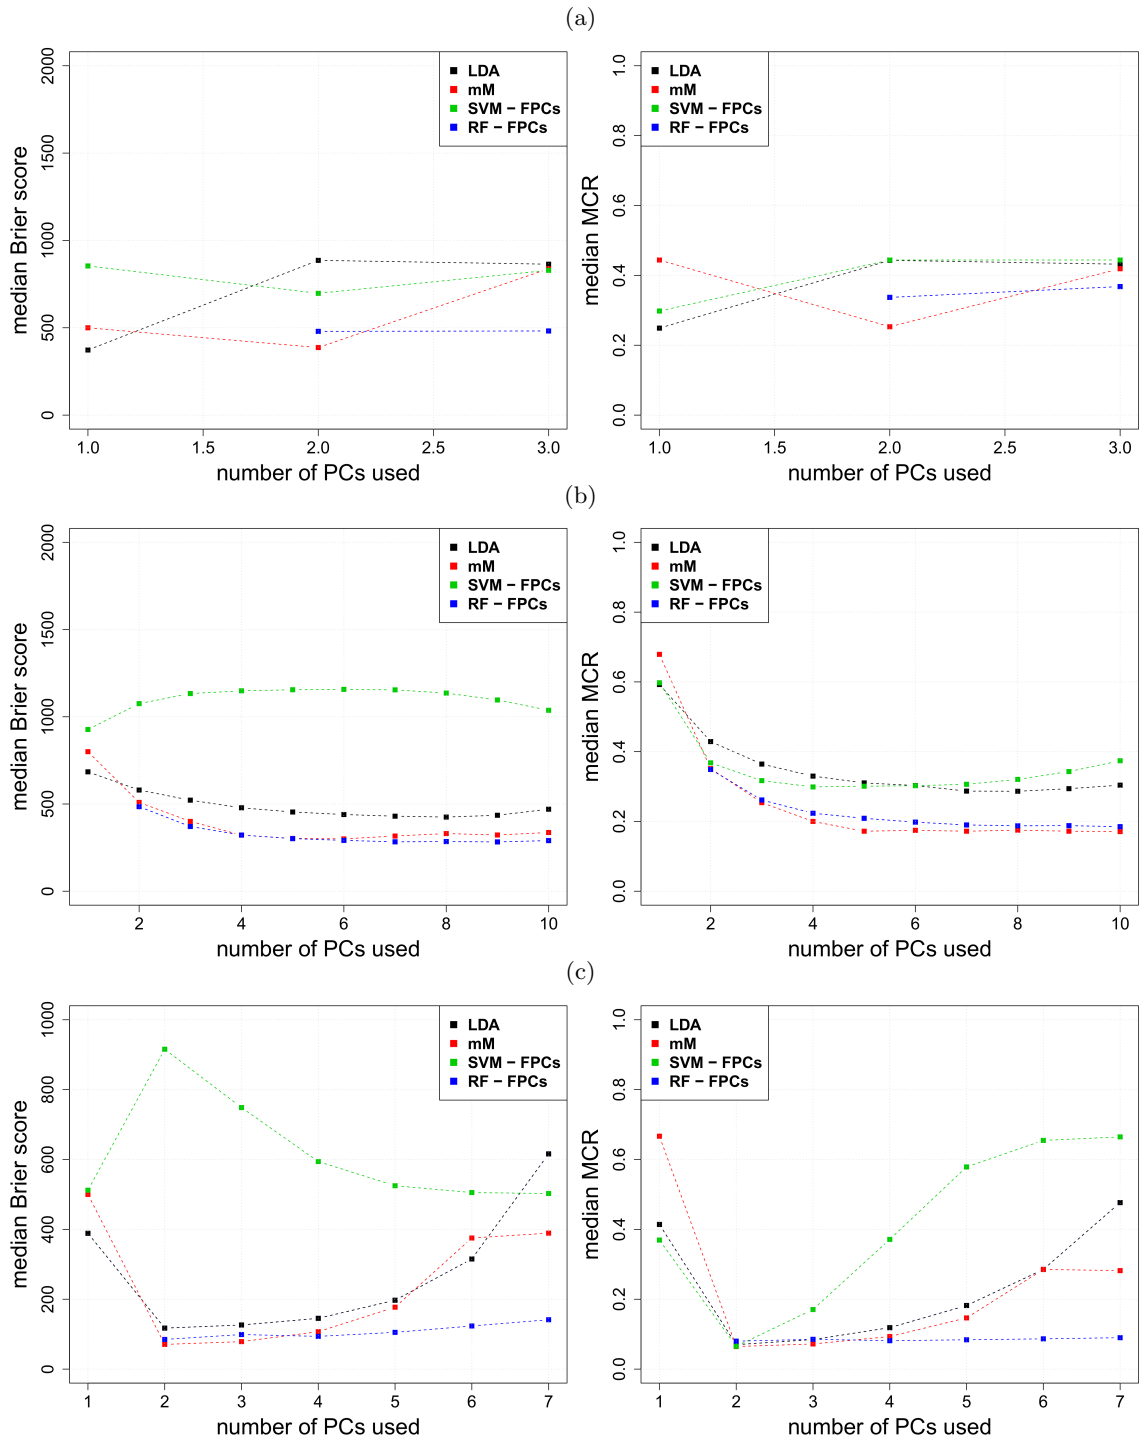 (a)
median Brier score
0
500
1000
1500
2000
LDA
mM
SVM − FPCs
RF − FPCs
1.0 1.5 2.0 2.5 3.0
number of PCs used
median MCR
0.0
0.2
0.4
0.6
0.8
1.0
LDA
mM
SVM − FPCs
RF − FPCs
1.0 1.5 2.0 2.5 3.0
number of PCs used
(b)
median Brier score
0
500
1000
1500
2000
LDA
mM
SVM − FPCs
RF − FPCs
2 4 6 8 10
number of PCs used
median MCR
0.0
0.2
0.4
0.6
0.8
1.0
LDA
mM
SVM − FPCs
RF − FPCs
2 4 6 8 10
number of PCs used
(c)
median Brier score
0
200
400
600
800
1000
LDA
mM
SVM − FPCs
RF − FPCs
1 2 3 4 5 6 7
number of PCs used
median MCR
0.0
0.2
0.4
0.6
0.8
1.0
LDA
mM
SVM − FPCs
RF − FPCs
1 2 3 4 5 6 7
number of PCs used